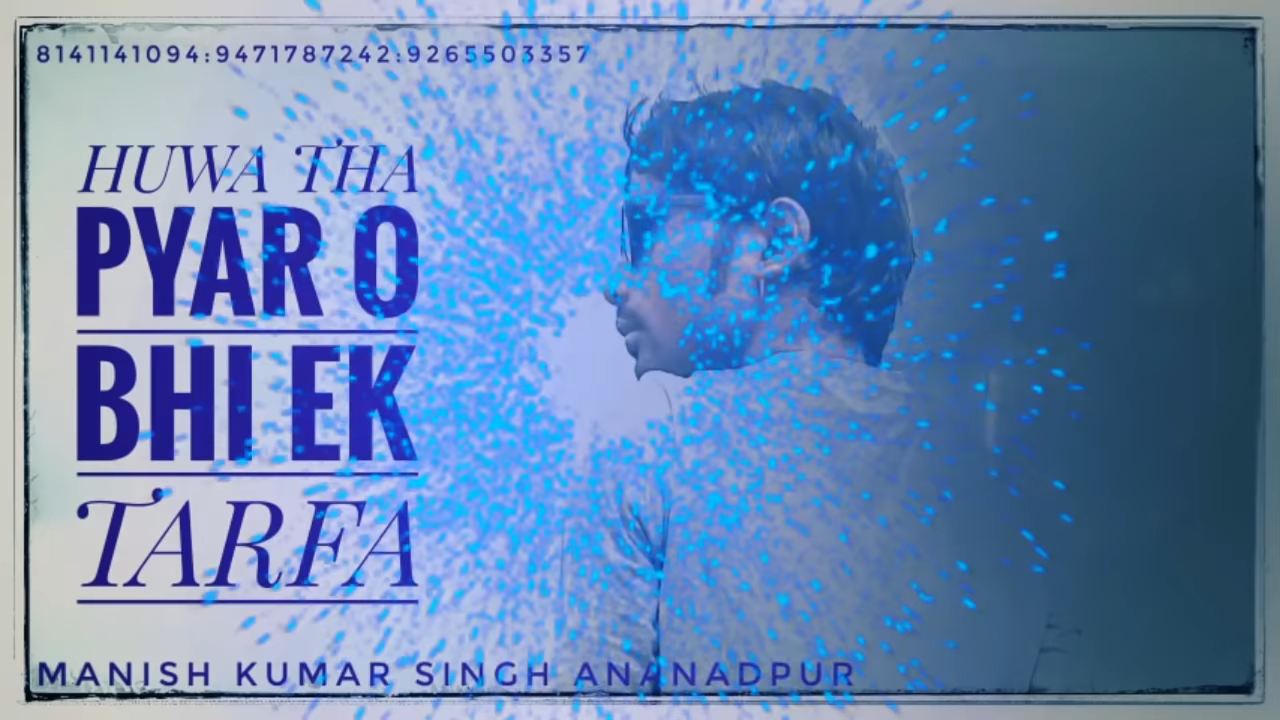 8141141094:9471787242:9265503357
HUWA THA
PYAR O
BHI EK
TARFA
MANISH KUMAR SINGH ANANADPUR